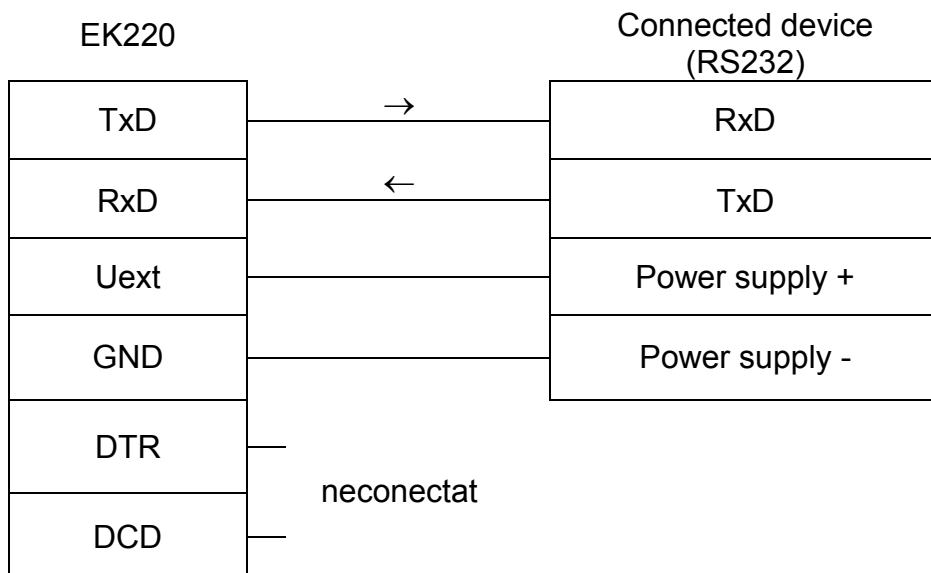 EK220
Connected device
(RS232)
TxD
→
RxD
RxD
←
TxD
Uext
Power supply +
GND
Power supply -
DTR
neconectat
DCD